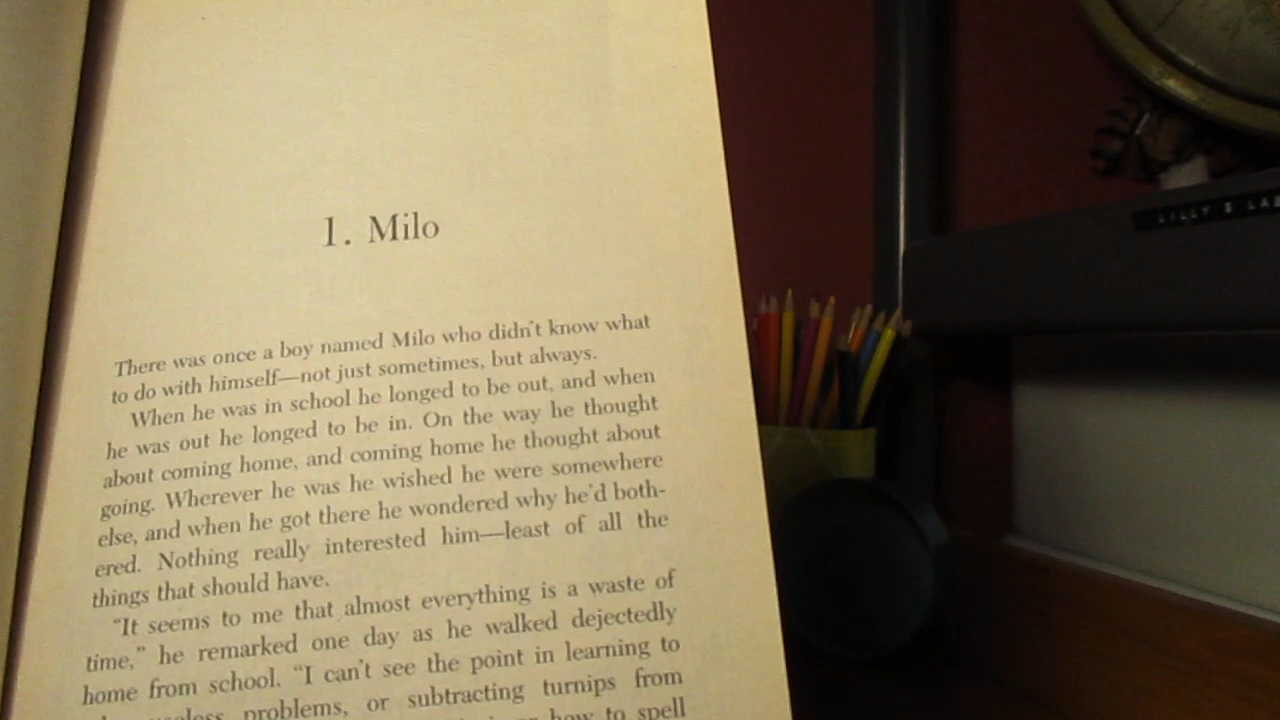 1. Milo
There was once a boy named Milo who didn't know what
to do with himself—not just sometimes, but always.
When he was in school he longed to be out, and when
he was out he longed to be in. On the way he thought
about coming home, and coming home he thought about
going. Wherever he was he wished he were somewhere
else, and when he got there he wondered why he'd both-
ered. Nothing really interested him—least of all the
things that should have.
"It seems to me that almost everything is a waste of
time," he remarked one day as he walked dejectedly
home from school. "I can't see the point in learning to
problems, or subtracting turnips from
how to spell
LILLY'S LAB